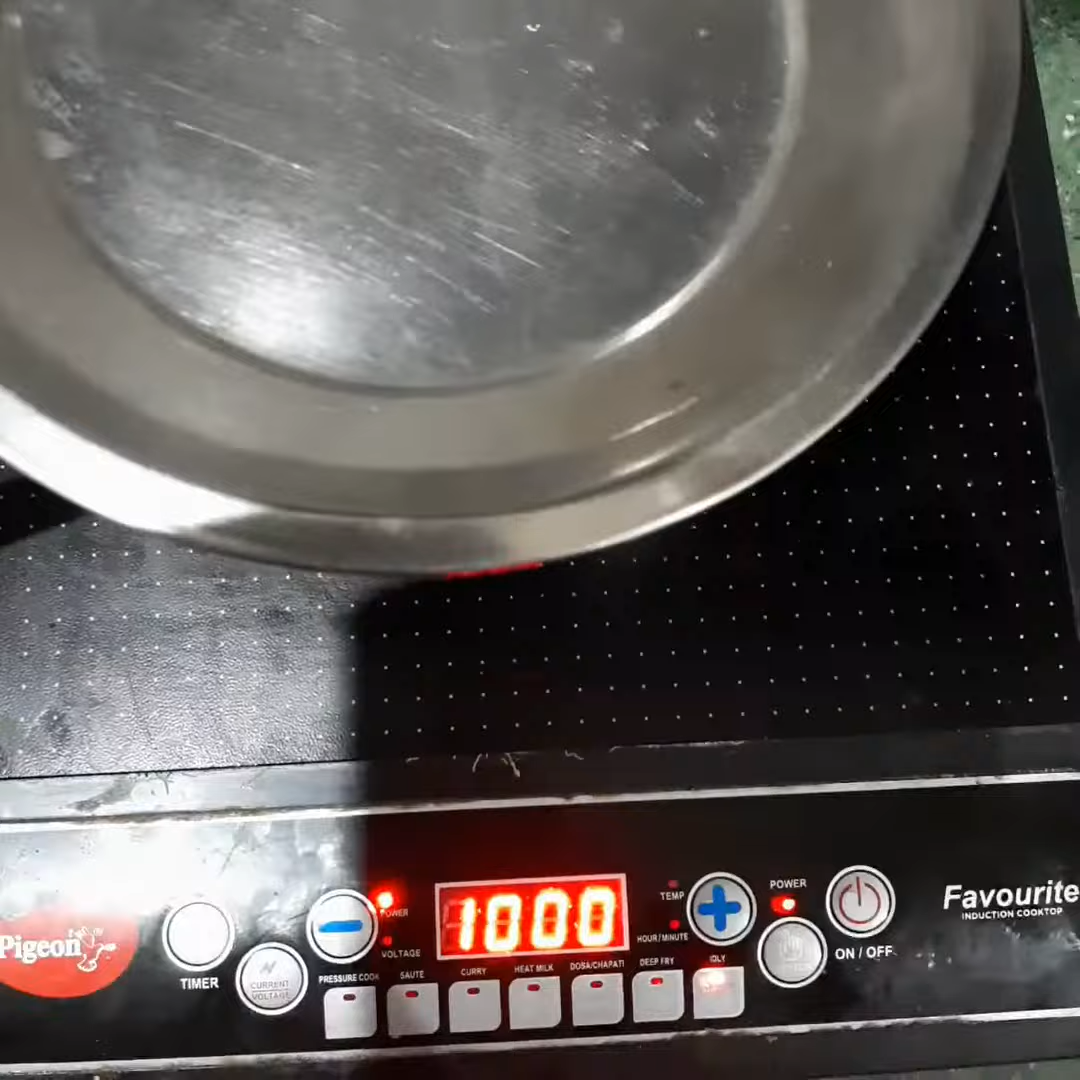 1000
TEMP
POWER
POWER
Favourite
INDUCTION COOKTOP
HOUR/MINUTE
Pigeon
VOLTAGE
ON / OFF
TIMER
CURRENT
VOLTAGE
PRESSURE COOK
SAUTE
CURRY
HEAT MILK
DOSA/CHAPATI
DEEP FRY
IDLY